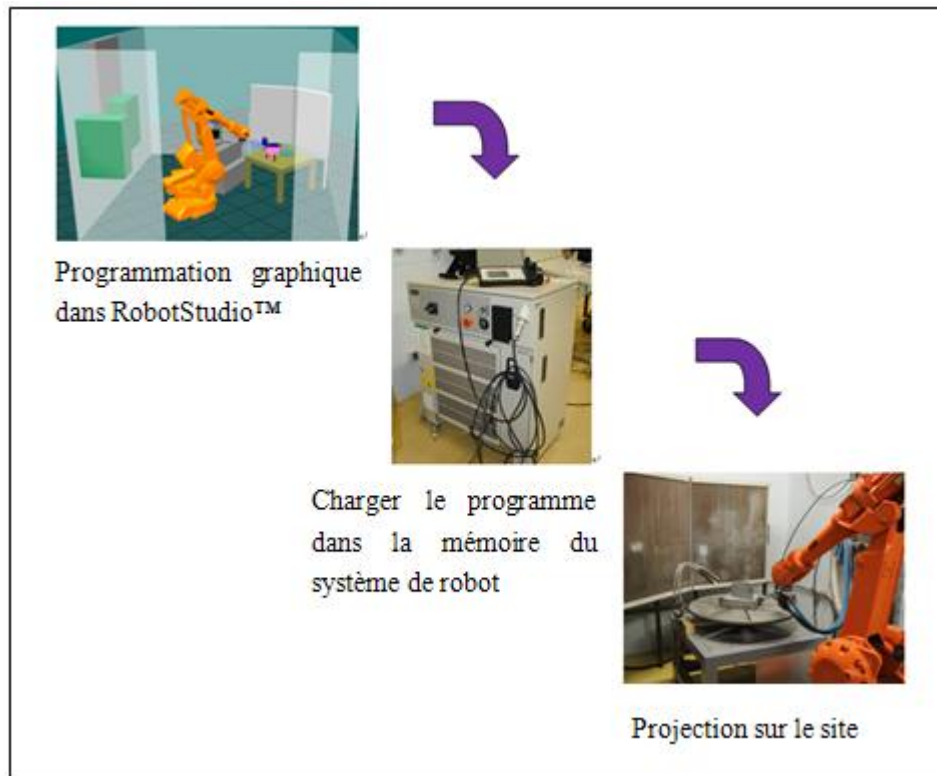 Programmation graphique
dans RobotStudio™
Charger le programme
dans la mémoire du
système de robot
Projection sur le site